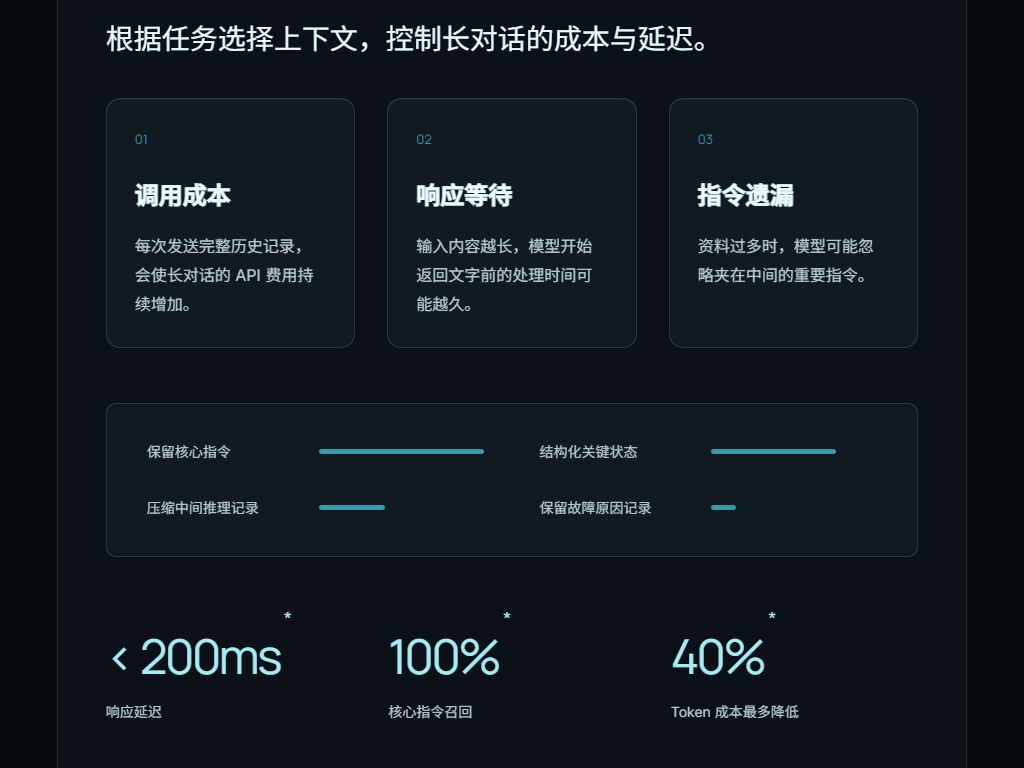 根据任务选择上下文，控制长对话的成本与延迟。
01
调用成本
每次发送完整历史记录，
会使长对话的 API 费用持
续增加。
02
响应等待
输入内容越长，模型开始
返回文字前的处理时间可
能越久。
03
指令遗漏
资料过多时，模型可能忽
略夹在中间的重要指令。
保留核心指令
结构化关键状态
压缩中间推理记录
保留故障原因记录
< 200ms*
响应延迟
100%*
核心指令召回
40%*
Token 成本最多降低